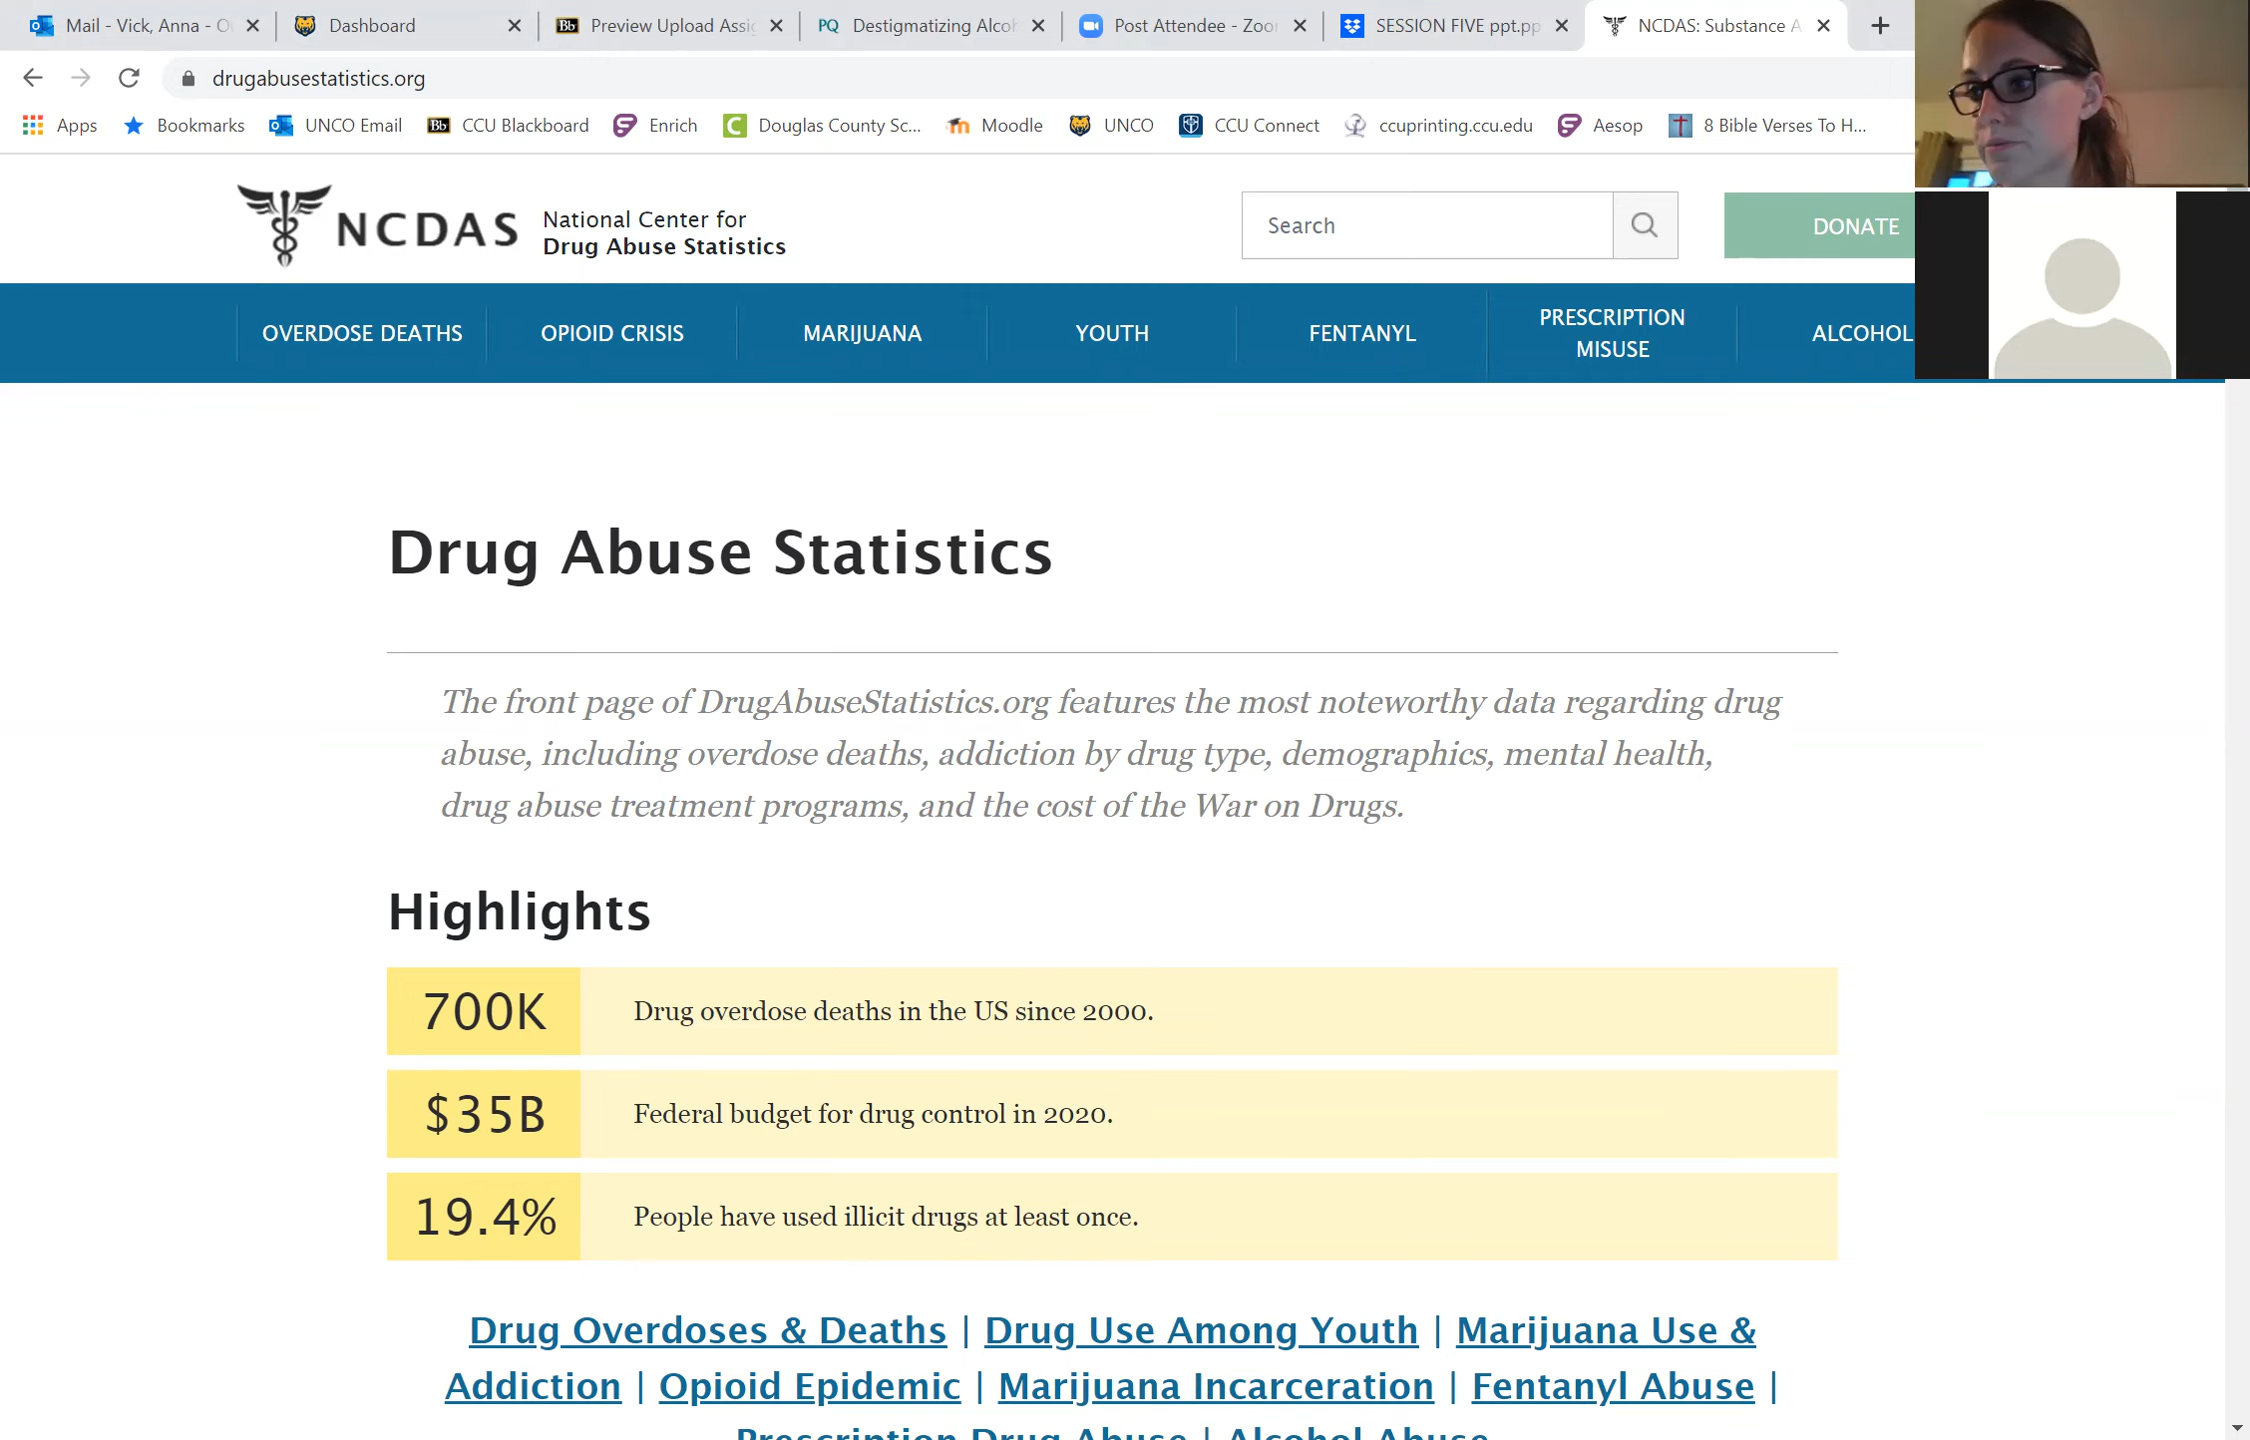 Mail - Vick, Anna - O
Dashboard
Preview Upload Assig
Destigmatizing Alcoh
Post Attendee - Zoo
SESSION FIVE ppt.pp
NCDAS: Substance A
drugabusestatistics.org
Apps
Bookmarks
UNCO Email
Bb CCU Blackboard
Enrich
Douglas County Sc...
Moodle
UNCO
CCU Connect
ccuprinting.ccu.edu
Aesop
8 Bible Verses To H...
NCDAS
National Center for
Drug Abuse Statistics
Search
DONATE
OVERDOSE DEATHS
OPIOID CRISIS
MARIJUANA
YOUTH
FENTANYL
PRESCRIPTION
MISUSE
ALCOHOL
Drug Abuse Statistics
The front page of DrugAbuseStatistics.org features the most noteworthy data regarding drug
abuse, including overdose deaths, addiction by drug type, demographics, mental health,
drug abuse treatment programs, and the cost of the War on Drugs.
Highlights
700K Drug overdose deaths in the US since 2000.
$35B Federal budget for drug control in 2020.
19.4% People have used illicit drugs at least once.
Drug Overdoses & Deaths | Drug Use Among Youth | Marijuana Use &
Addiction | Opioid Epidemic | Marijuana Incarceration | Fentanyl Abuse |
Prescription Drug Abuse | Alcohol Abuse